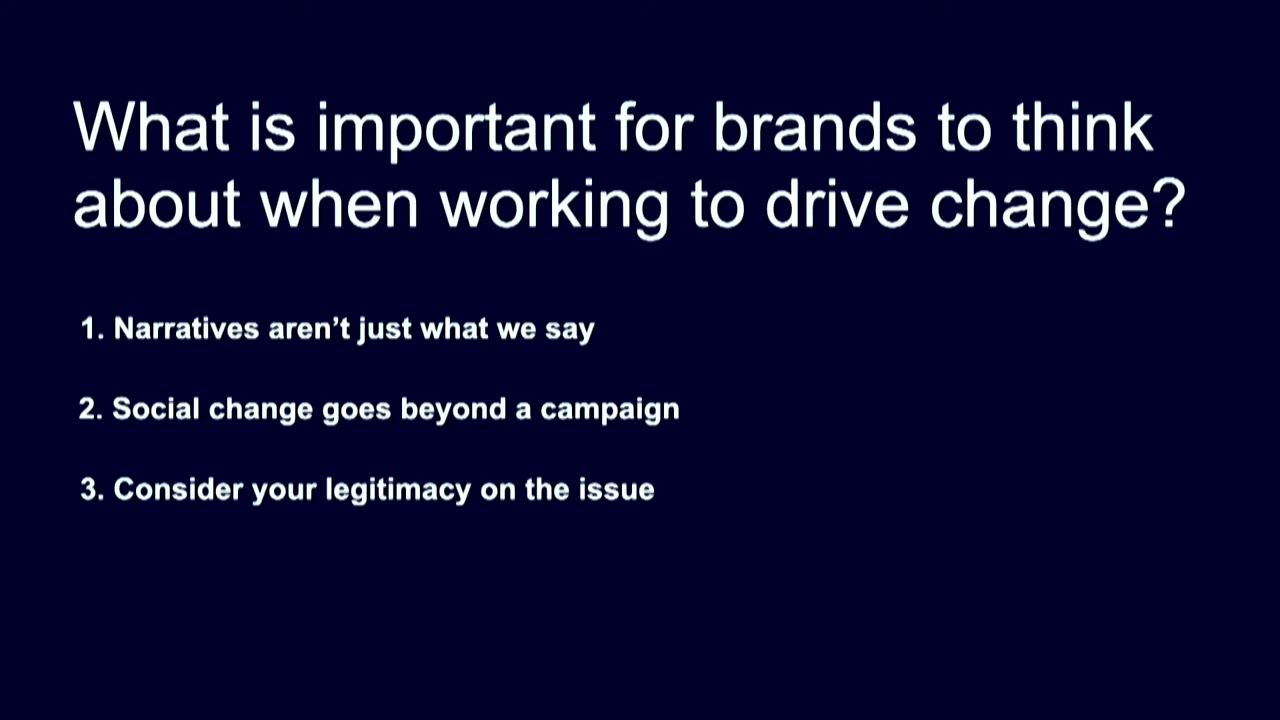 What is important for brands to think
about when working to drive change?
1. Narratives aren’t just what we say
2. Social change goes beyond a campaign
3. Consider your legitimacy on the issue